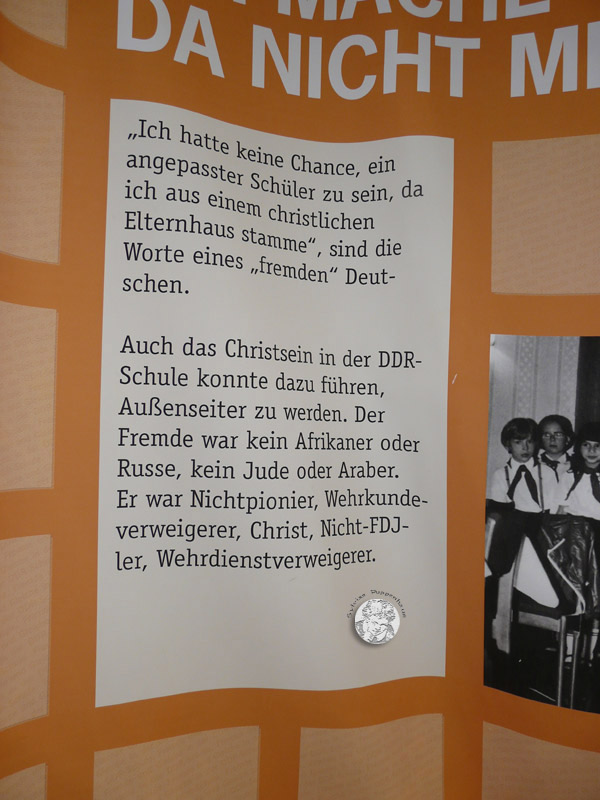 MACHE
DA NICHT MI
„Ich hatte keine Chance, ein
angepasster Schüler zu sein, da
ich aus einem christlichen
Elternhaus stamme“, sind die
Worte eines „fremden“ Deut-
schen.
Auch das Christsein in der DDR-
Schule konnte dazu führen,
Außenseiter zu werden. Der
Fremde war kein Afrikaner oder
Russe, kein Jude oder Araber.
Er war Nichtpionier, Wehrkunde-
verweigerer, Christ, Nicht-FDJ-
ler, Wehrdienstverweigerer.